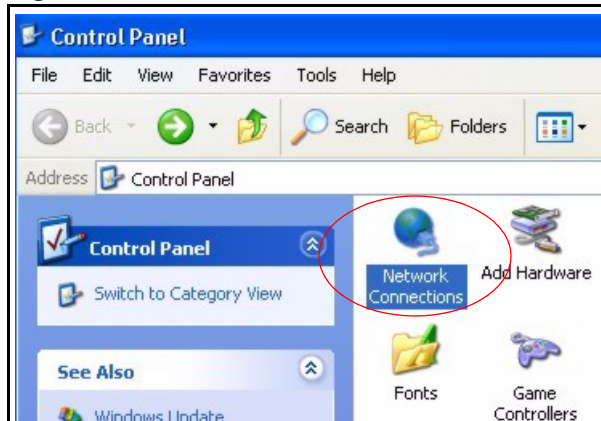 Control Panel
File Edit View Favorites Tools Help
Back Search Folders
Address Control Panel
Control Panel
Switch to Category View
See Also
Windows Update
Network
Connections
Add Hardware
Fonts
Game
Controllers